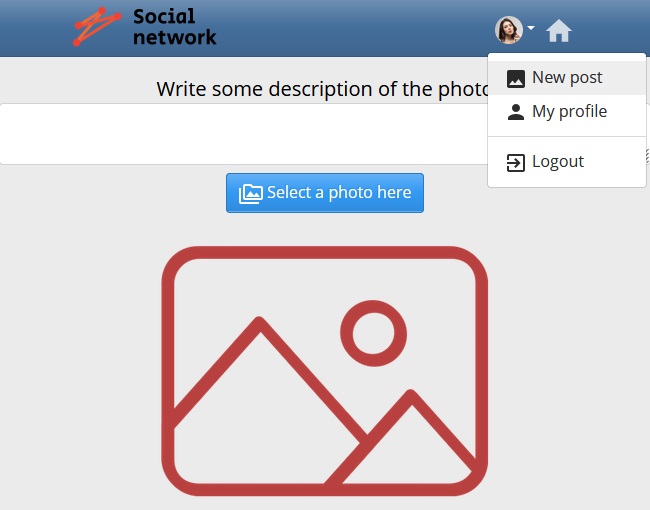 Social
network
New post
Write some description of the photo
My profile
Logout
Select a photo here